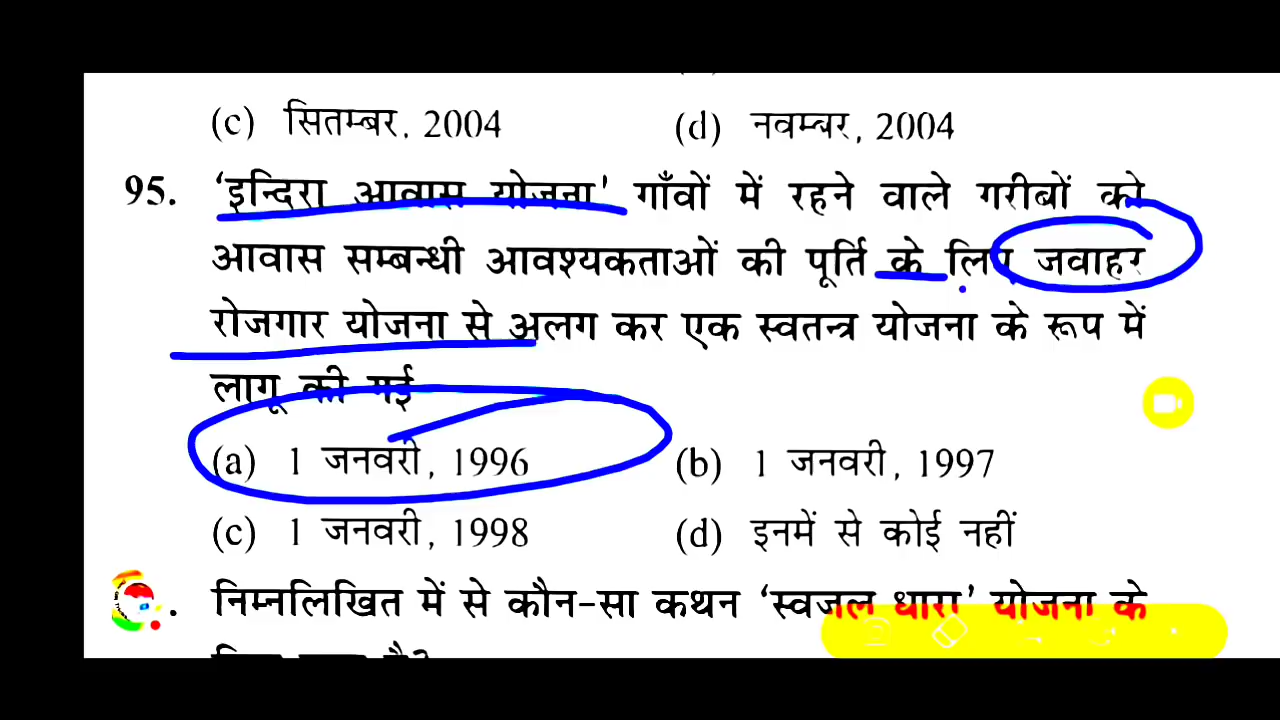 (c) सितम्बर, 2004 (d) नवम्बर, 2004
95. ‘इन्दिरा आवास योजना' गाँवों में रहने वाले गरीबों को
आवास सम्बन्धी आवश्यकताओं की पूर्ति के लिए जवाहर
रोजगार योजना से अलग कर एक स्वतन्त्र योजना के रूप में
लागू की गई
(a) 1 जनवरी, 1996 (b) 1 जनवरी, 1997
(c) 1 जनवरी, 1998 (d) इनमें से कोई नहीं
निम्नलिखित में से कौन-सा कथन ‘स्वजल धारा’ योजना के